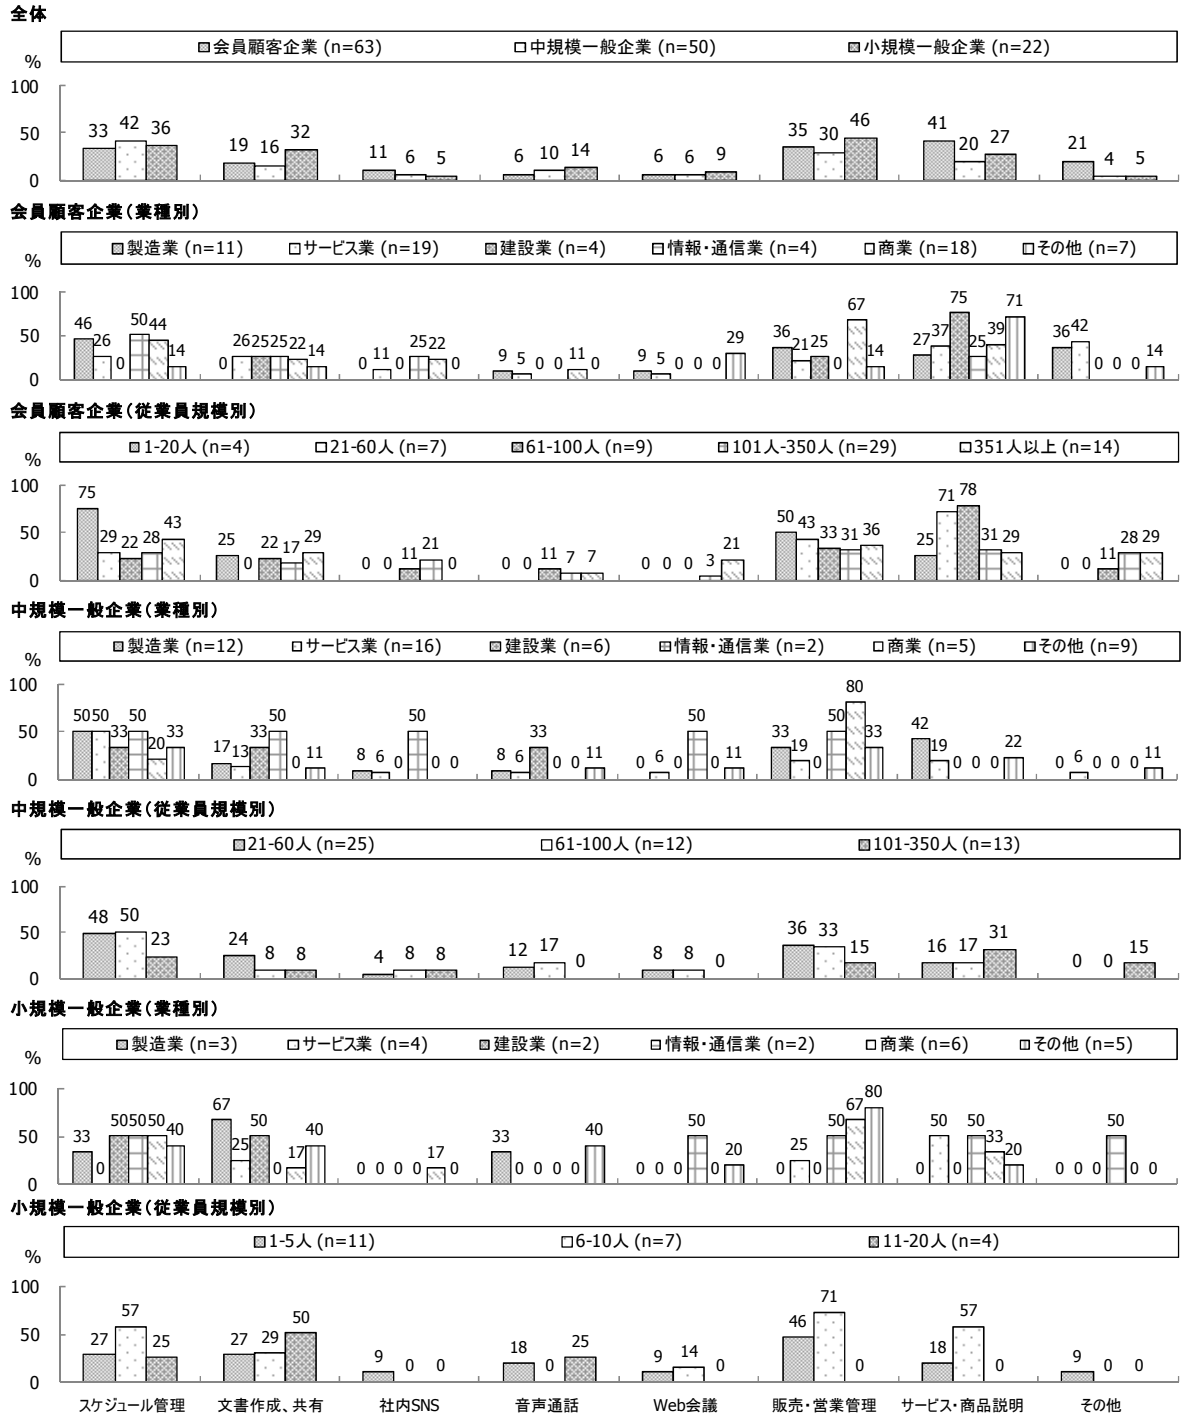 全体
会員顧客企業 (n=63) 中規模一般企業 (n=50) 小規模一般企業 (n=22)
%
100
33 42 36 19 16 32 11 6 5 6 10 14 6 6 9 35 30 46 41 20 27 21 4 5
50
0
会員顧客企業(業種別)
製造業 (n=11) サービス業 (n=19) 建設業 (n=4) 情報・通信業 (n=4) 商業 (n=18) その他 (n=7)
%
100
46 26 0 50 44 14 0 26 25 25 22 14 0 11 0 25 22 0 9 5 0 0 11 0 9 5 0 0 0 29 36 21 25 0 67 14 27 37 75 25 39 71 36 42 0 0 0 14
50
0
会員顧客企業(従業員規模別)
1-20人 (n=4) 21-60人 (n=7) 61-100人 (n=9) 101人-350人 (n=29) 351人以上 (n=14)
%
100
75 29 22 28 43 25 0 22 17 29 0 0 11 21 0 0 0 11 7 7 0 0 0 3 21 50 43 33 31 36 25 71 78 31 29 0 0 11 28 29
50
0
中規模一般企業(業種別)
製造業 (n=12) サービス業 (n=16) 建設業 (n=6) 情報・通信業 (n=2) 商業 (n=5) その他 (n=9)
%
100
50 50 33 50 20 33 17 13 33 50 0 11 8 6 0 50 0 0 8 6 33 0 0 11 0 6 0 50 0 11 33 19 0 50 80 33 42 19 0 0 0 22 0 6 0 0 0 11
50
0
中規模一般企業(従業員規模別)
21-60人 (n=25) 61-100人 (n=12) 101-350人 (n=13)
%
100
48 50 23 24 8 8 4 8 8 12 17 0 8 8 0 36 33 15 16 17 31 0 0 15
50
0
小規模一般企業(業種別)
製造業 (n=3) サービス業 (n=4) 建設業 (n=2) 情報・通信業 (n=2) 商業 (n=6) その他 (n=5)
%
100
33 0 50 50 50 40 67 25 50 0 17 40 0 0 0 0 17 0 33 0 0 0 0 40 0 0 0 50 0 20 0 25 0 50 67 80 0 50 0 50 33 20 0 0 0 50 0 0
50
0
小規模一般企業(従業員規模別)
1-5人 (n=11) 6-10人 (n=7) 11-20人 (n=4)
%
100
27 57 25 27 29 50 9 0 0 18 0 25 9 14 0 46 71 0 18 57 0 9 0 0
50
0
スケジュール管理 文書作成、共有 社内SNS 音声通話 Web会議 販売・営業管理 サービス・商品説明 その他